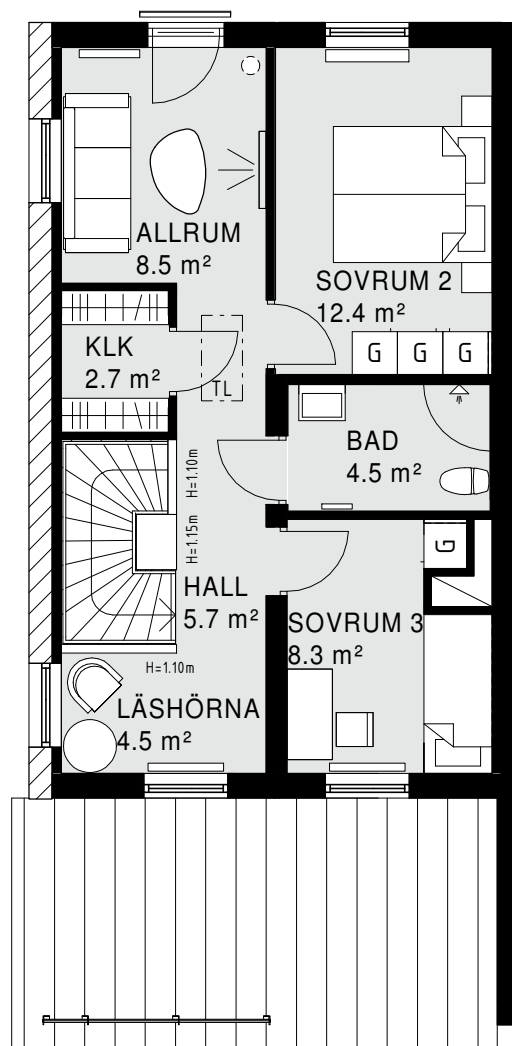 ALLRUM
8.5 m²
SOVRUM 2
12.4 m²
KLK
2.7 m²
G G G
TL
BAD
4.5 m²
H=1.10m
H=1.15m
G
HALL
5.7 m²
SOVRUM 3
8.3 m²
H=1.10m
LÄSHÖRNA
4.5 m²